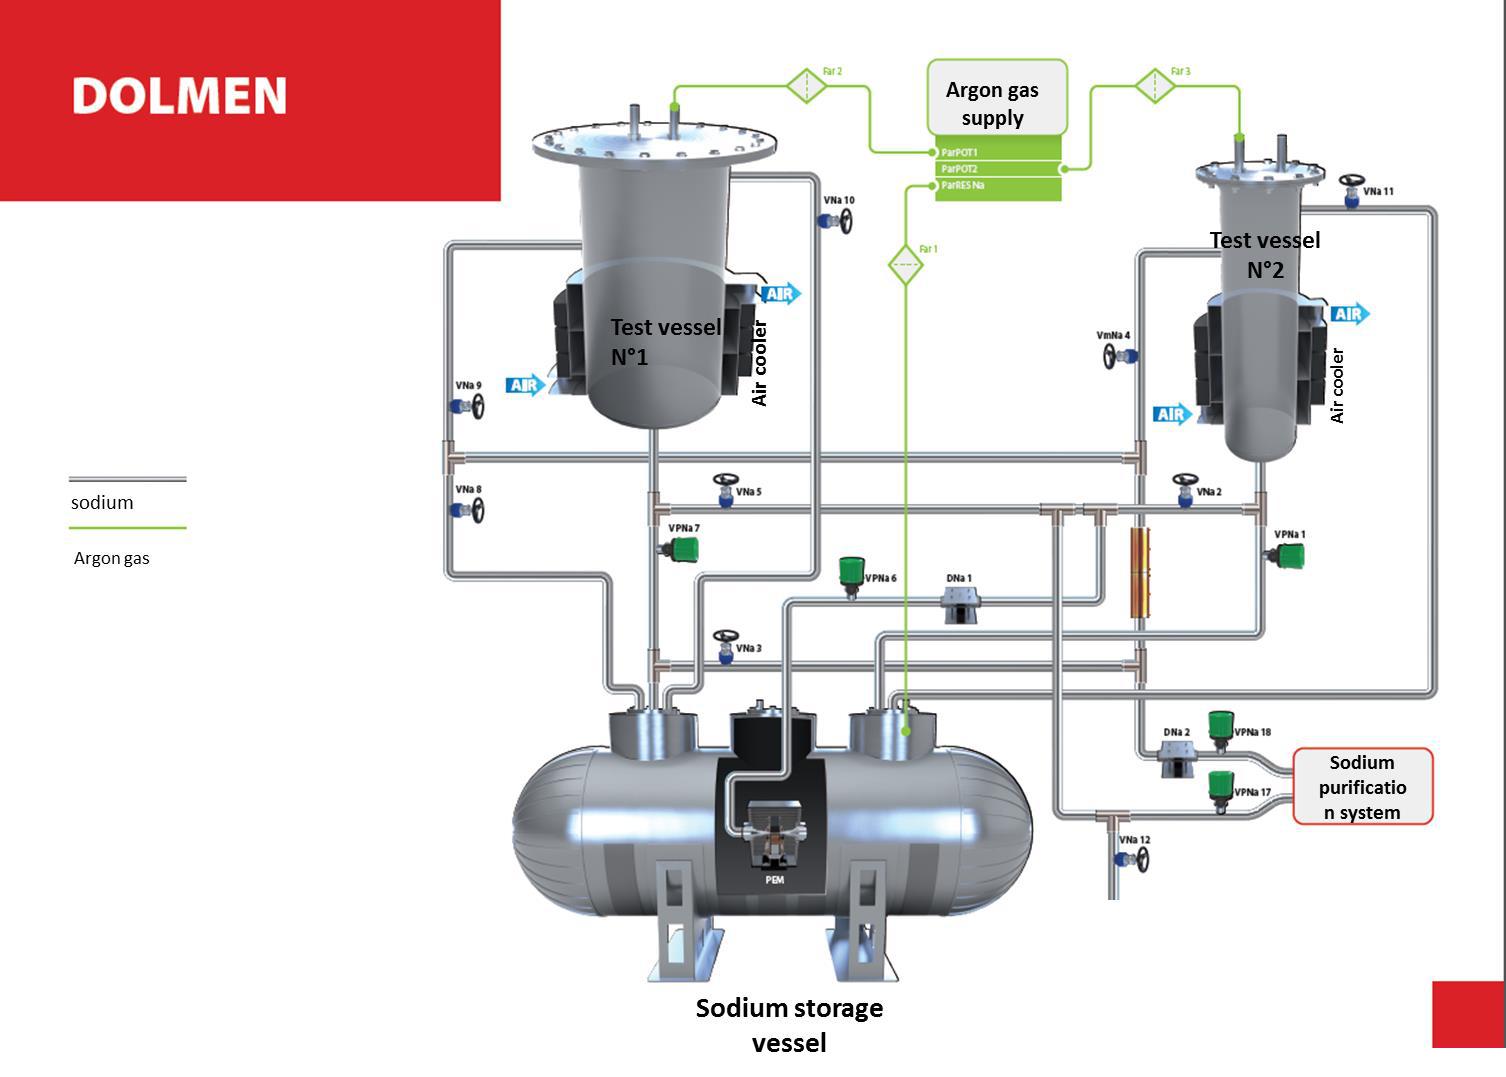 DOLMEN
Far 2
Argon gas
supply
Far 3
ParPOT1
ParPOT2
ParRES Na
VNa 10
VNa 11
Far 1
Test vessel
N°2
AIR
AIR
Test vessel
N°1
Air cooler
VmNa 4
Air cooler
VNa 9
AIR
AIR
VNa 8
VNa 5
VNa 2
sodium
VPNa 7
VPNa 1
Argon gas
VPNa 6
DNa 1
VNa 3
DNa 2
VPNa 18
Sodium
purificatio
n system
VPNa 17
VNa 12
PEM
Sodium storage
vessel